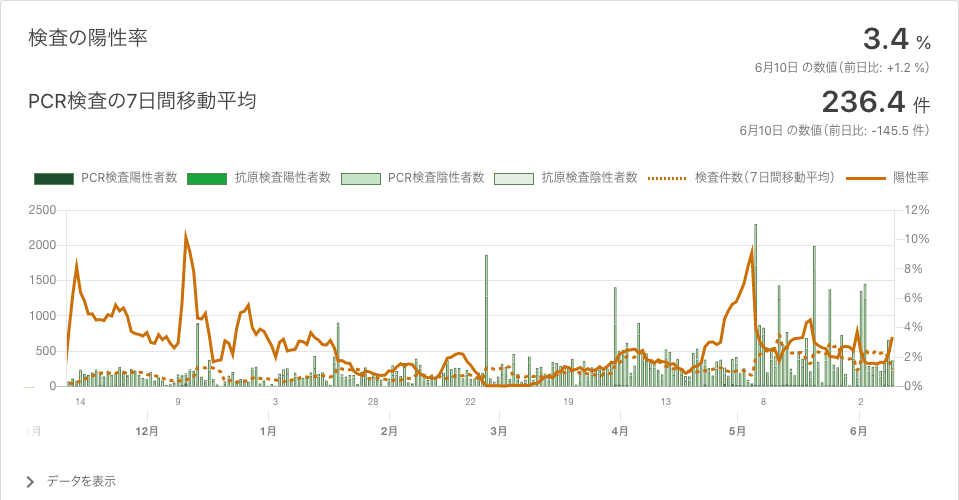 検査の陽性率
3.4 %
6月10日 の数値（前日比: +1.2 %）
PCR検査の7日間移動平均
236.4 件
6月10日 の数値（前日比: -145.5 件）
PCR検査陽性者数 抗原検査陽性者数 PCR検査陰性者数 抗原検査陰性者数 検査件数（7日間移動平均） 陽性率
2500 12%
2000 10%
1500 8%
6%
1000 4%
500 2%
0 0%
14 9 3 28 22 19 13 8 2
月 12月 1月 2月 3月 4月 5月 6月
データを表示